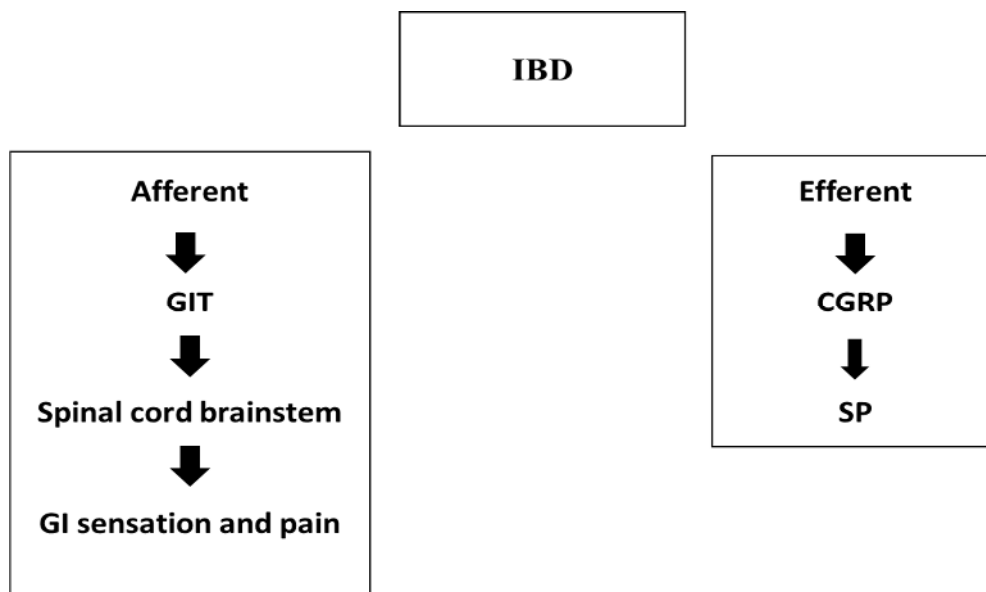 IBD
Afferent
GIT
Spinal cord brainstem
GI sensation and pain
Efferent
CGRP
SP